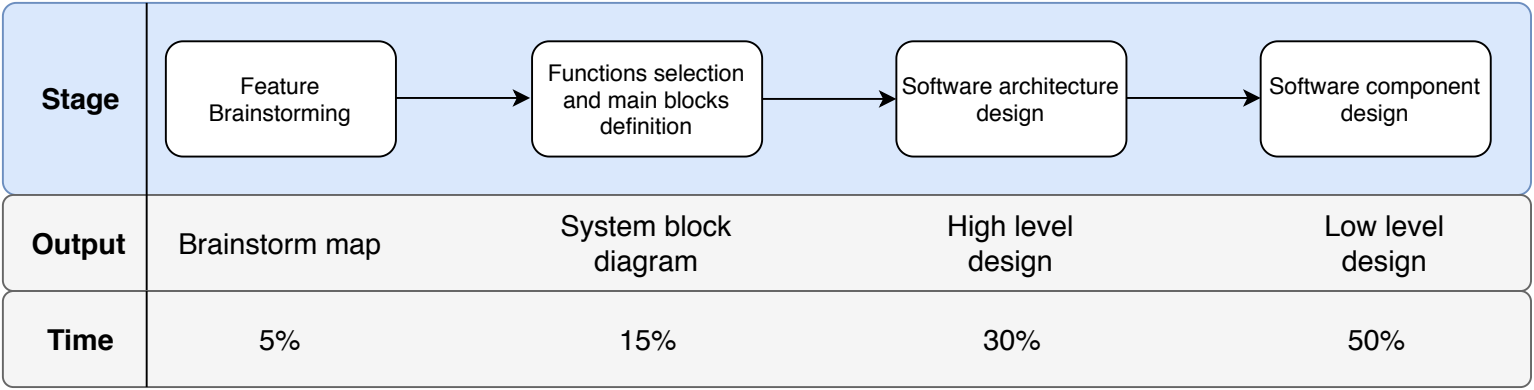 Stage
Feature
Brainstorming
Functions selection
and main blocks
definition
Software architecture
design
Software component
design
Output
Brainstorm map
System block
diagram
High level
design
Low level
design
Time
5%
15%
30%
50%